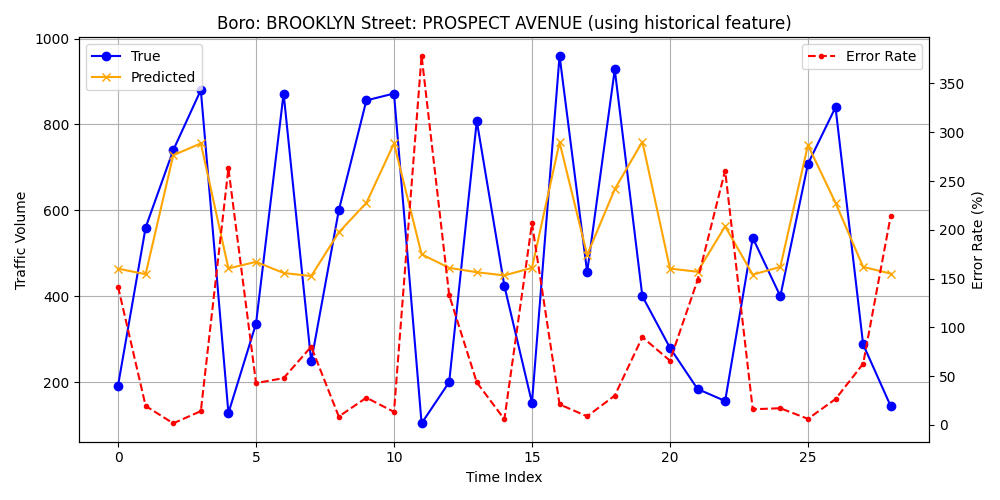 Boro: BROOKLYN Street: PROSPECT AVENUE (using historical feature)
True
Predicted
Error Rate
1000
800
600
400
200
Traffic Volume
350
300
250
200
150
100
50
0
Error Rate (%)
0 5 10 15 20 25
Time Index